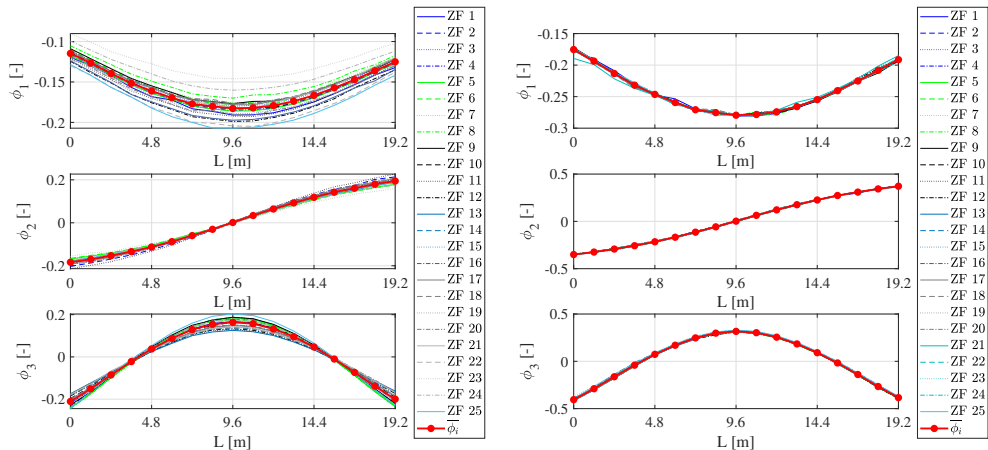 -0.1
-0.15
-0.2
ϕ1 [-]
0 4.8 9.6 14.4 19.2
L [m]
0.2
0
-0.2
ϕ2 [-]
0 4.8 9.6 14.4 19.2
L [m]
0.2
0
-0.2
ϕ3 [-]
0 4.8 9.6 14.4 19.2
L [m]
ZF 1
ZF 2
ZF 3
ZF 4
ZF 5
ZF 6
ZF 7
ZF 8
ZF 9
ZF 10
ZF 11
ZF 12
ZF 13
ZF 14
ZF 15
ZF 16
ZF 17
ZF 18
ZF 19
ZF 20
ZF 21
ZF 22
ZF 23
ZF 24
ZF 25
ϕ̅i
-0.15
-0.2
-0.25
-0.3
ϕ1 [-]
0 4.8 9.6 14.4 19.2
L [m]
0.5
0
-0.5
ϕ2 [-]
0 4.8 9.6 14.4 19.2
L [m]
0.5
0
-0.5
ϕ3 [-]
0 4.8 9.6 14.4 19.2
L [m]
ZF 1
ZF 2
ZF 3
ZF 4
ZF 5
ZF 6
ZF 7
ZF 8
ZF 9
ZF 10
ZF 11
ZF 12
ZF 13
ZF 14
ZF 15
ZF 16
ZF 17
ZF 18
ZF 19
ZF 20
ZF 21
ZF 22
ZF 23
ZF 24
ZF 25
ϕ̅i